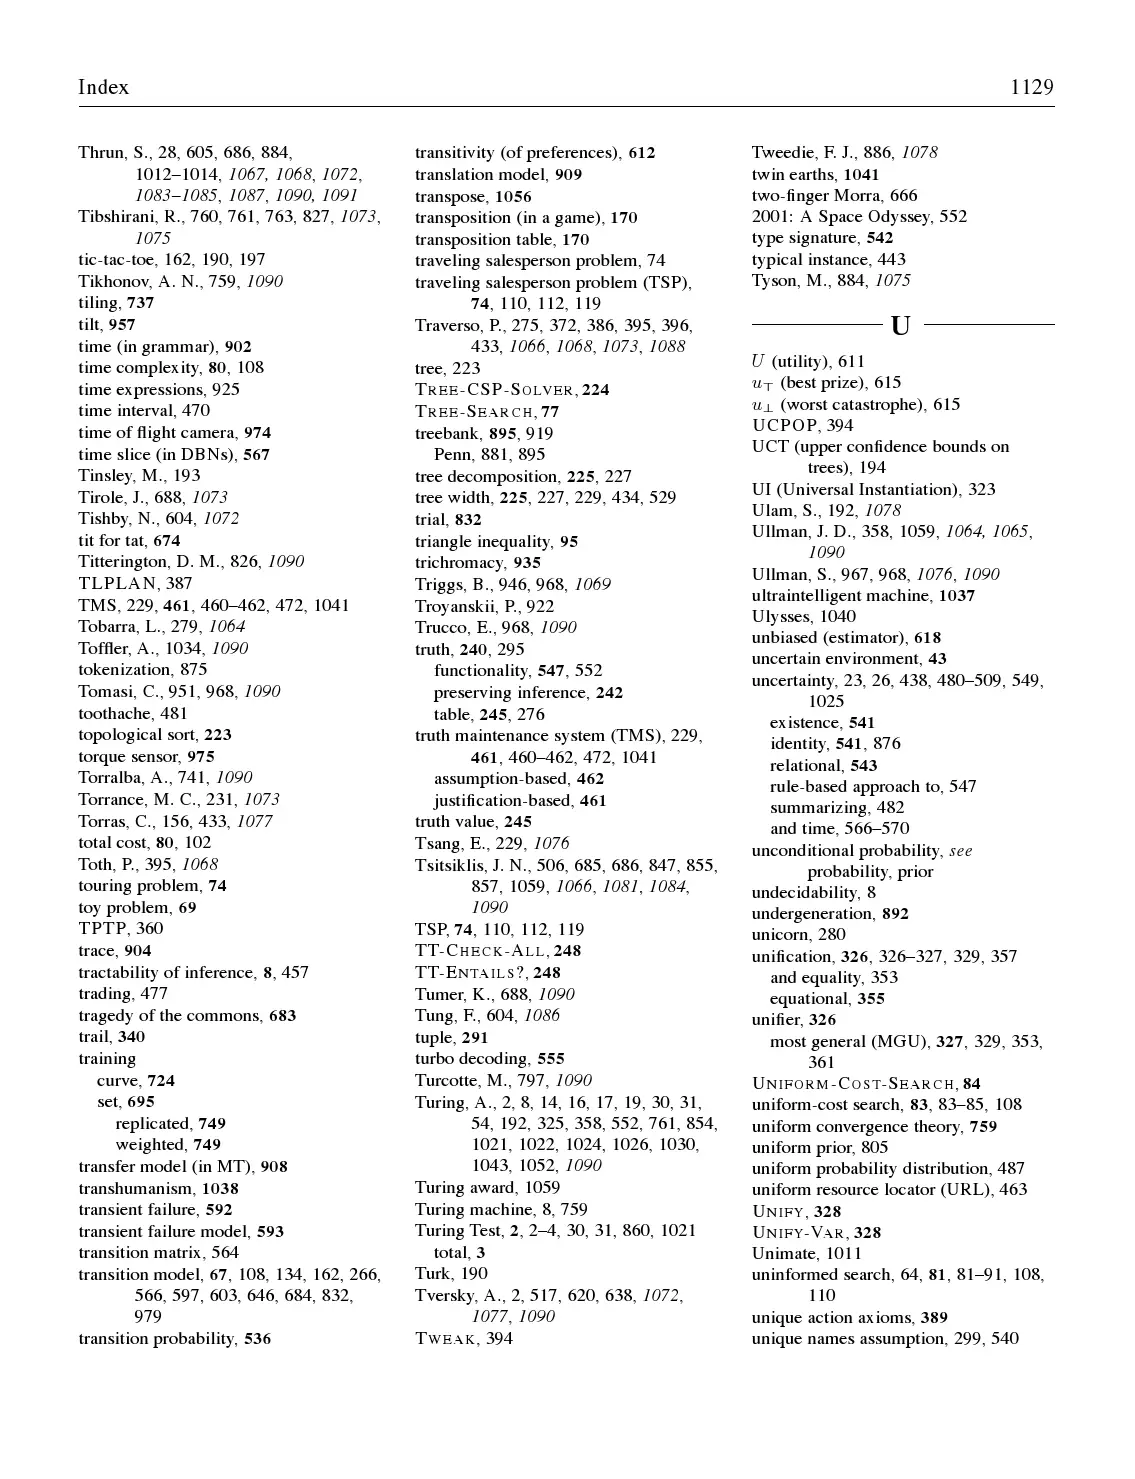 Index 1129
Thrun, S., 28, 605, 686, 884,
1012–1014, 1067, 1068, 1072,
1083–1085, 1087, 1090, 1091
Tibshirani, R., 760, 761, 763, 827, 1073,
1075
tic-tac-toe, 162, 190, 197
Tikhonov, A. N., 759, 1090
tiling, 737
tilt, 957
time (in grammar), 902
time complexity, 80, 108
time expressions, 925
time interval, 470
time of flight camera, 974
time slice (in DBNs), 567
Tinsley, M., 193
Tirole, J., 688, 1073
Tishby, N., 604, 1072
tit for tat, 674
Titterington, D. M., 826, 1090
TLPLAN, 387
TMS, 229, 461, 460–462, 472, 1041
Tobarra, L., 279, 1064
Toffler, A., 1034, 1090
tokenization, 875
Tomasi, C., 951, 968, 1090
toothache, 481
topological sort, 223
torque sensor, 975
Torralba, A., 741, 1090
Torrance, M. C., 231, 1073
Torras, C., 156, 433, 1077
total cost, 80, 102
Toth, P., 395, 1068
touring problem, 74
toy problem, 69
TPTP, 360
trace, 904
tractability of inference, 8, 457
trading, 477
tragedy of the commons, 683
trail, 340
training
curve, 724
set, 695
replicated, 749
weighted, 749
transfer model (in MT), 908
transhumanism, 1038
transient failure, 592
transient failure model, 593
transition matrix, 564
transition model, 67, 108, 134, 162, 266,
566, 597, 603, 646, 684, 832,
979
transition probability, 536
transitivity (of preferences), 612
translation model, 909
transpose, 1056
transposition (in a game), 170
transposition table, 170
traveling salesperson problem, 74
traveling salesperson problem (TSP),
74, 110, 112, 119
Traverso, P., 275, 372, 386, 395, 396,
433, 1066, 1068, 1073, 1088
tree, 223
TREE-CSP-SOLVER, 224
TREE-SEARCH, 77
treebank, 895, 919
Penn, 881, 895
tree decomposition, 225, 227
tree width, 225, 227, 229, 434, 529
trial, 832
triangle inequality, 95
trichromacy, 935
Triggs, B., 946, 968, 1069
Troyanskii, P., 922
Trucco, E., 968, 1090
truth, 240, 295
functionality, 547, 552
preserving inference, 242
table, 245, 276
truth maintenance system (TMS), 229,
461, 460–462, 472, 1041
assumption-based, 462
justification-based, 461
truth value, 245
Tsang, E., 229, 1076
Tsitsiklis, J. N., 506, 685, 686, 847, 855,
857, 1059, 1066, 1081, 1084,
1090
TSP, 74, 110, 112, 119
TT-CHECK-ALL, 248
TT-ENTAILS?, 248
Tumer, K., 688, 1090
Tung, F., 604, 1086
tuple, 291
turbo decoding, 555
Turcotte, M., 797, 1090
Turing, A., 2, 8, 14, 16, 17, 19, 30, 31,
54, 192, 325, 358, 552, 761, 854,
1021, 1022, 1024, 1026, 1030,
1043, 1052, 1090
Turing award, 1059
Turing machine, 8, 759
Turing Test, 2, 2–4, 30, 31, 860, 1021
total, 3
Turk, 190
Tversky, A., 2, 517, 620, 638, 1072,
1077, 1090
TWEAK, 394
Tweedie, F. J., 886, 1078
twin earths, 1041
two-finger Morra, 666
2001: A Space Odyssey, 552
type signature, 542
typical instance, 443
Tyson, M., 884, 1075
U
U (utility), 611
u⊤ (best prize), 615
u⊥ (worst catastrophe), 615
UCPOP, 394
UCT (upper confidence bounds on
trees), 194
UI (Universal Instantiation), 323
Ulam, S., 192, 1078
Ullman, J. D., 358, 1059, 1064, 1065,
1090
Ullman, S., 967, 968, 1076, 1090
ultraintelligent machine, 1037
Ulysses, 1040
unbiased (estimator), 618
uncertain environment, 43
uncertainty, 23, 26, 438, 480–509, 549,
1025
existence, 541
identity, 541, 876
relational, 543
rule-based approach to, 547
summarizing, 482
and time, 566–570
unconditional probability, see
probability, prior
undecidability, 8
undergeneration, 892
unicorn, 280
unification, 326, 326–327, 329, 357
and equality, 353
equational, 355
unifier, 326
most general (MGU), 327, 329, 353,
361
UNIFORM-COST-SEARCH, 84
uniform-cost search, 83, 83–85, 108
uniform convergence theory, 759
uniform prior, 805
uniform probability distribution, 487
uniform resource locator (URL), 463
UNIFY, 328
UNIFY-VAR, 328
Unimate, 1011
uninformed search, 64, 81, 81–91, 108,
110
unique action axioms, 389
unique names assumption, 299, 540